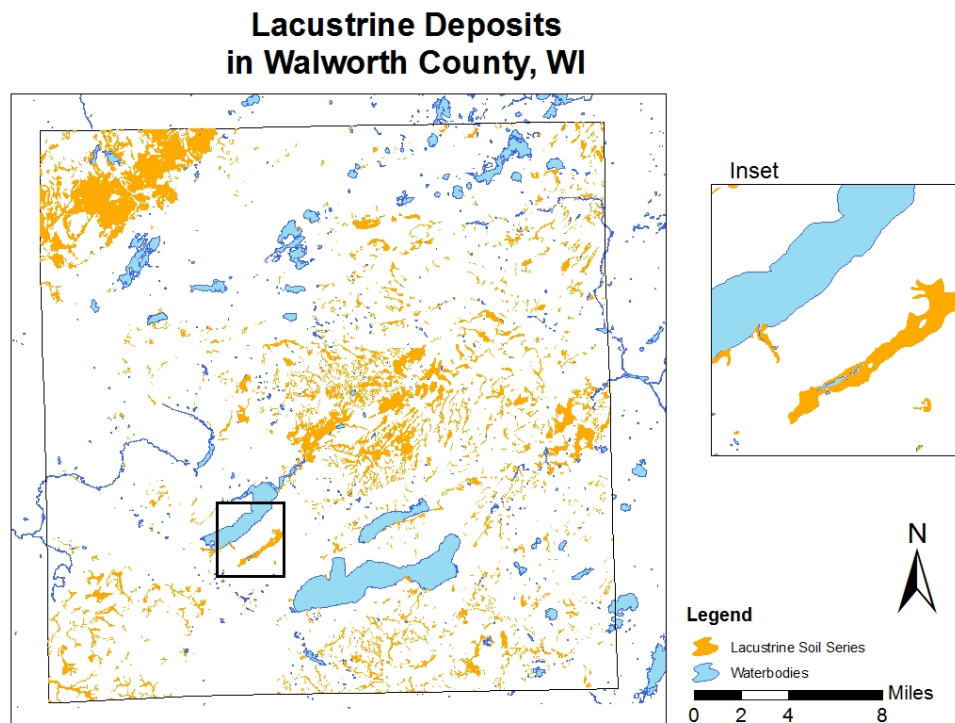 Lacustrine Deposits
in Walworth County, WI
Inset
N
Legend
Lacustrine Soil Series
Waterbodies
Miles
0 2 4 8